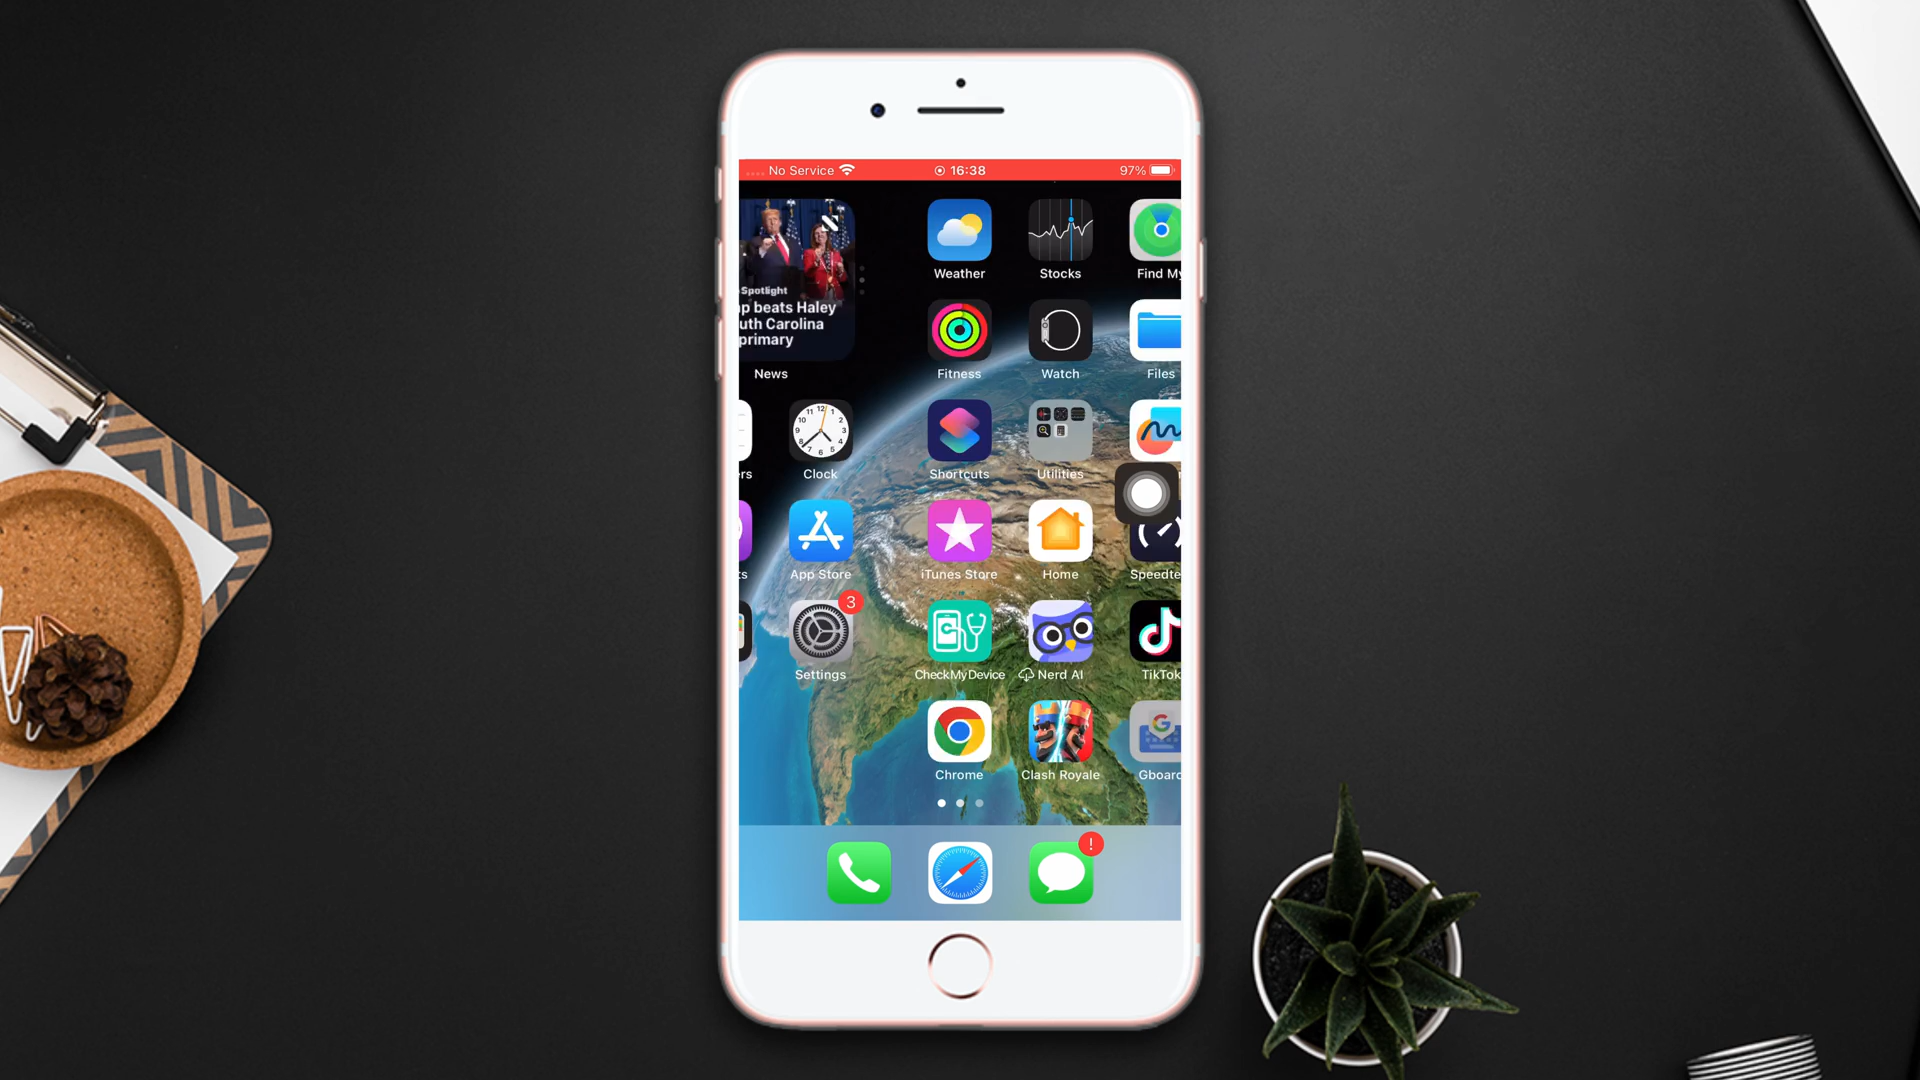 No Service
16:38
97%
Spotlight
p beats Haley
uth Carolina
primary
News
Weather
Stocks
Find My
Fitness
Watch
Files
rs
Clock
Shortcuts
Utilities
ts
App Store
iTunes Store
Home
Speedte
3
Settings
CheckMyDevice
Nerd AI
TikTok
Chrome
Clash Royale
Gboard
!